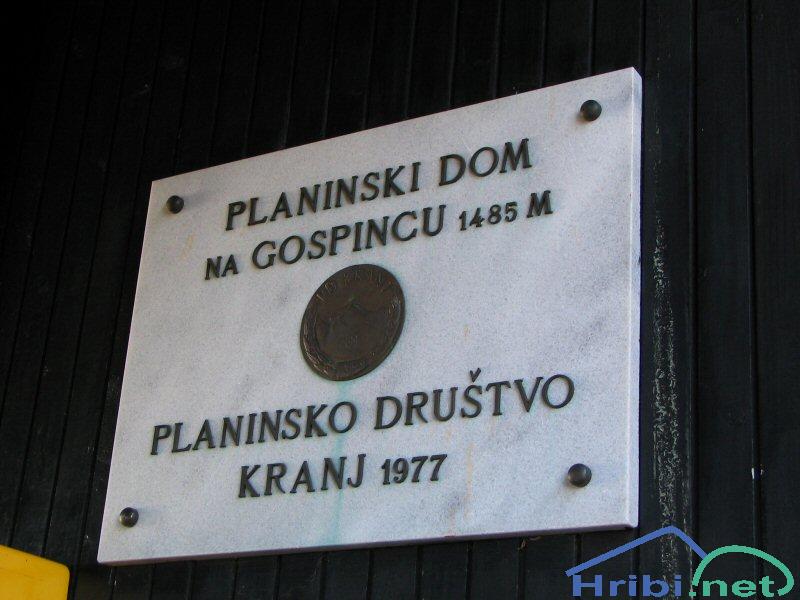 PLANINSKI DOM
NA GOSPINCU 1485 M
PLANINSKO DRUŠTVO
KRANJ 1977
Hribi.net